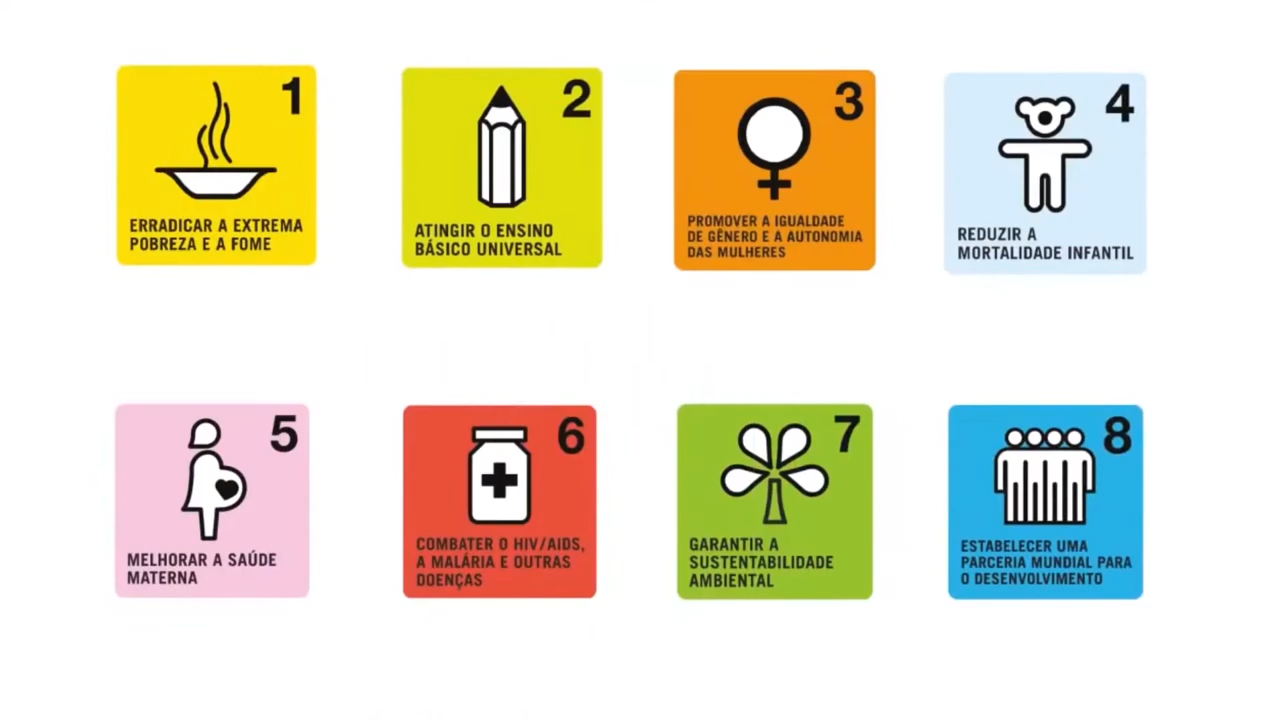 1
ERRADICAR A EXTREMA
POBREZA E A FOME
2
ATINGIR O ENSINO
BÁSICO UNIVERSAL
3
PROMOVER A IGUALDADE
DE GÊNERO E A AUTONOMIA
DAS MULHERES
4
REDUZIR A
MORTALIDADE INFANTIL
5
MELHORAR A SAÚDE
MATERNA
6
COMBATER O HIV/AIDS,
A MALÁRIA E OUTRAS
DOENÇAS
7
GARANTIR A
SUSTENTABILIDADE
AMBIENTAL
8
ESTABELECER UMA
PARCERIA MUNDIAL PARA
O DESENVOLVIMENTO